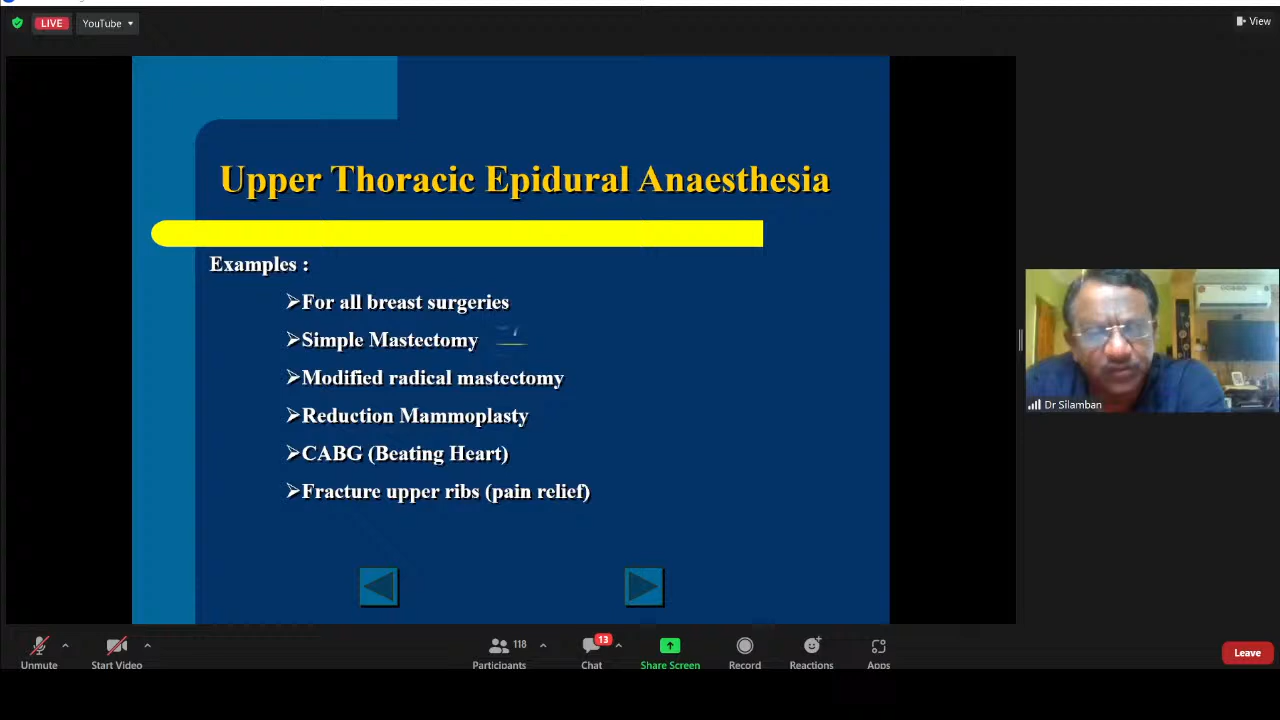 LIVE
YouTube
View
Upper Thoracic Epidural Anaesthesia
Examples :
➢For all breast surgeries
➢Simple Mastectomy
➢Modified radical mastectomy
➢Reduction Mammoplasty
➢CABG (Beating Heart)
➢Fracture upper ribs (pain relief)
Dr Silamban
Unmute
Start Video
118
Participants
13
Chat
Share Screen
Record
Reactions
Apps
Leave